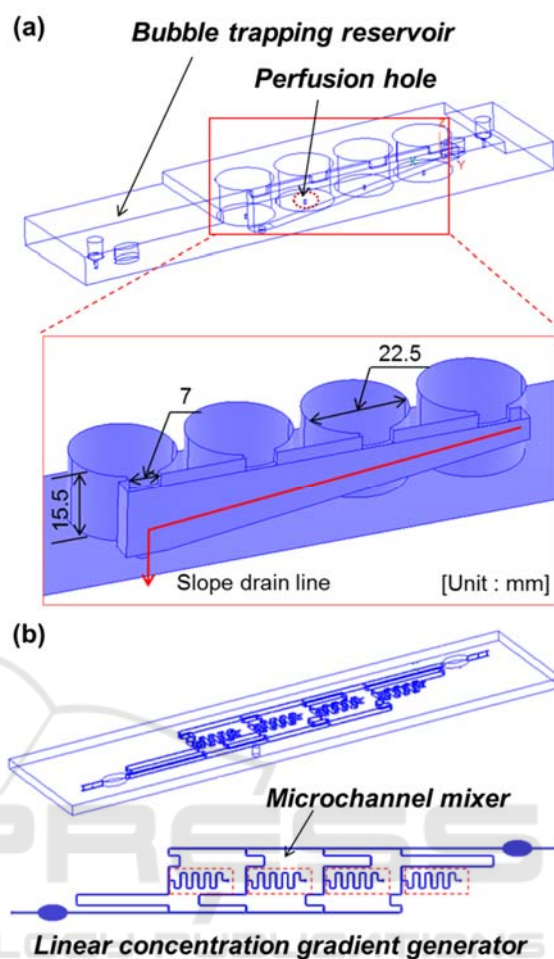 (a)
Bubble trapping reservoir
Perfusion hole
Z
X
Y
22.5
7
15.5
Slope drain line
[Unit : mm]
(b)
Microchannel mixer
PRESS
Linear concentration gradient generator